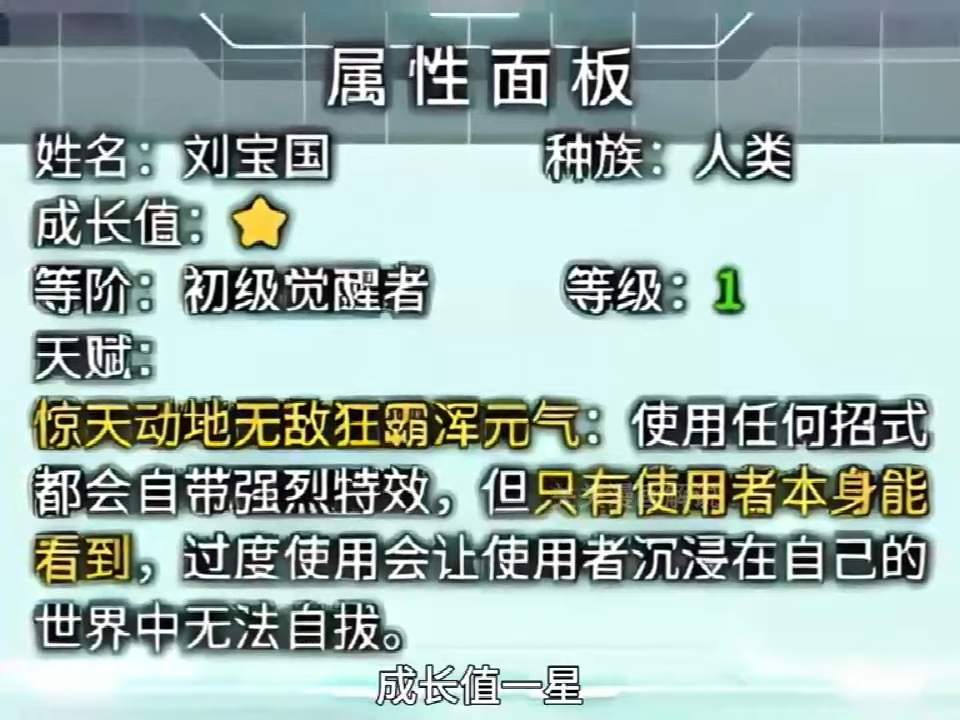 属性面板
姓名：刘宝国 种族：人类
成长值：
等阶：初级觉醒者 等级：1
天赋：
惊天动地无敌狂霸浑元气：使用任何招式
都会自带强烈特效，但只有使用者本身能
看到，过度使用会让使用者沉浸在自己的
世界中无法自拔。
成长值一星